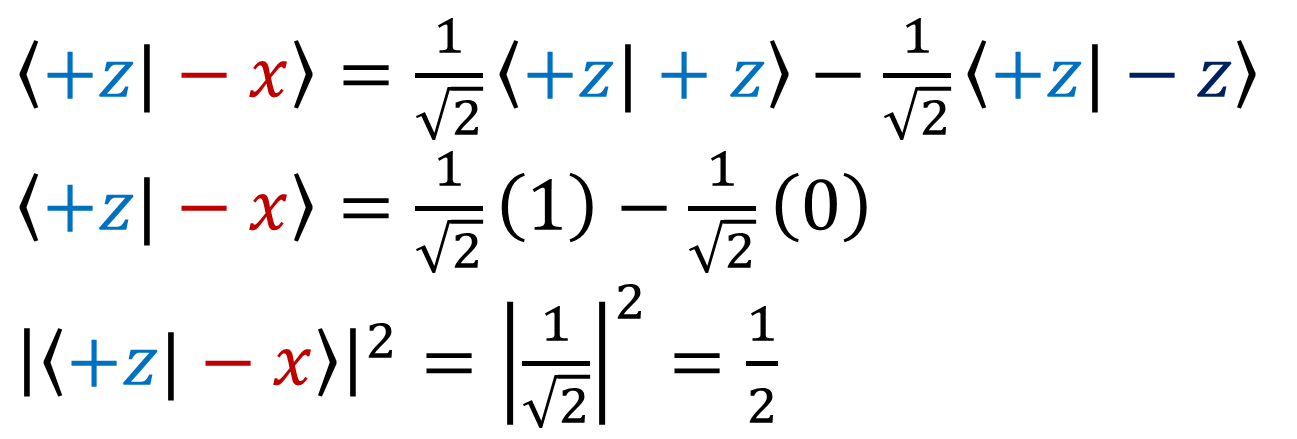 ⟨+z| − x⟩ = 1/√2 ⟨+z| + z⟩ − 1/√2 ⟨+z| − z⟩
⟨+z| − x⟩ = 1/√2 (1) − 1/√2 (0)
|⟨+z| − x⟩|² = |1/√2|² = 1/2